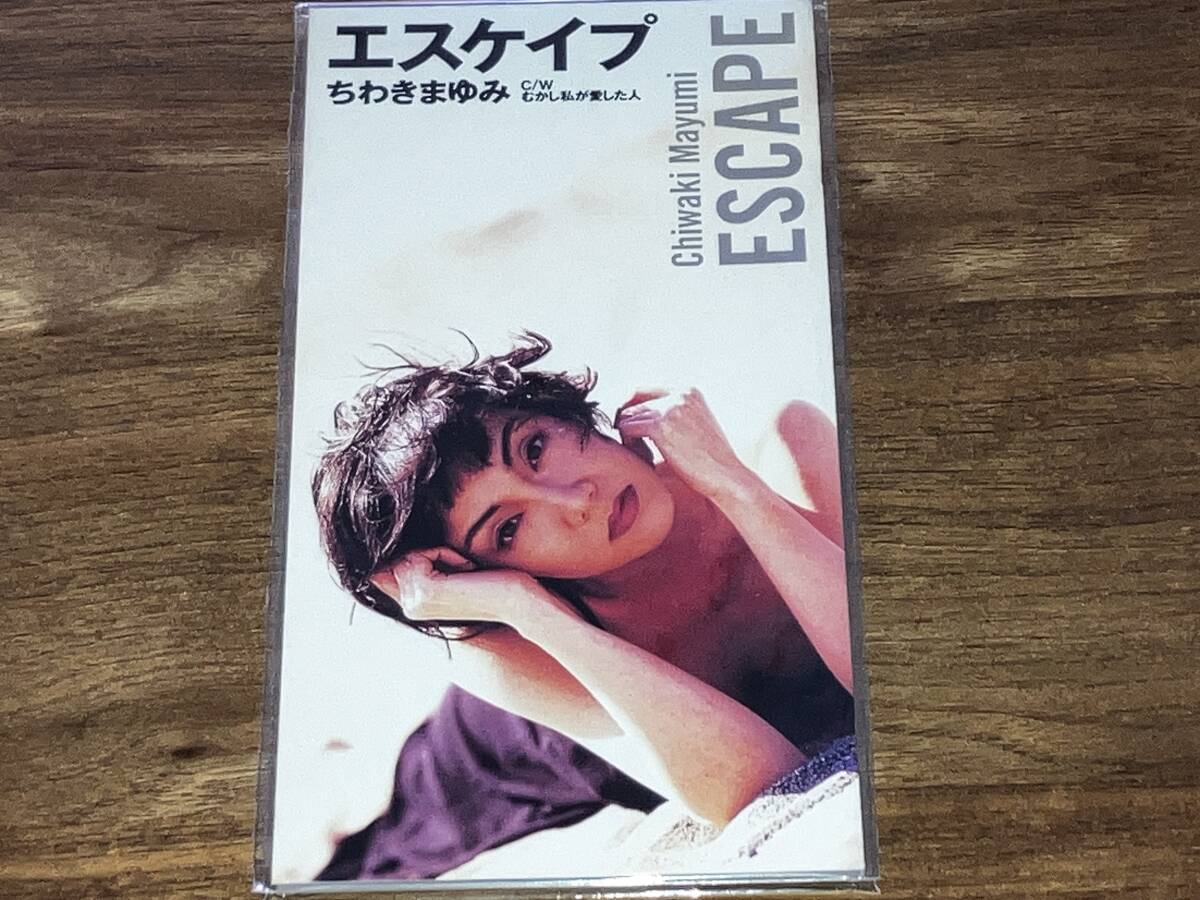 エスケイプ
ちわきまゆみ
C/W
むかし私が愛した人
Chiwaki Mayumi
ESCAPE